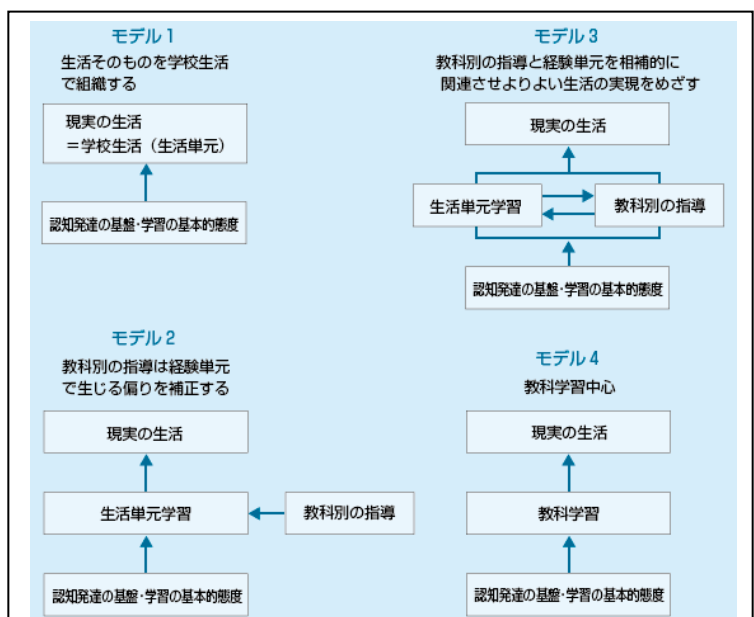 モデル1
生活そのものを学校生活
で組織する
現実の生活
＝学校生活（生活単元）
認知発達の基盤・学習の基本的態度
モデル3
教科別の指導と経験単元を相補的に
関連させよりよい生活の実現をめざす
現実の生活
生活単元学習
教科別の指導
認知発達の基盤・学習の基本的態度
モデル2
教科別の指導は経験単元
で生じる偏りを補正する
現実の生活
生活単元学習
教科別の指導
認知発達の基盤・学習の基本的態度
モデル4
教科学習中心
現実の生活
教科学習
認知発達の基盤・学習の基本的態度